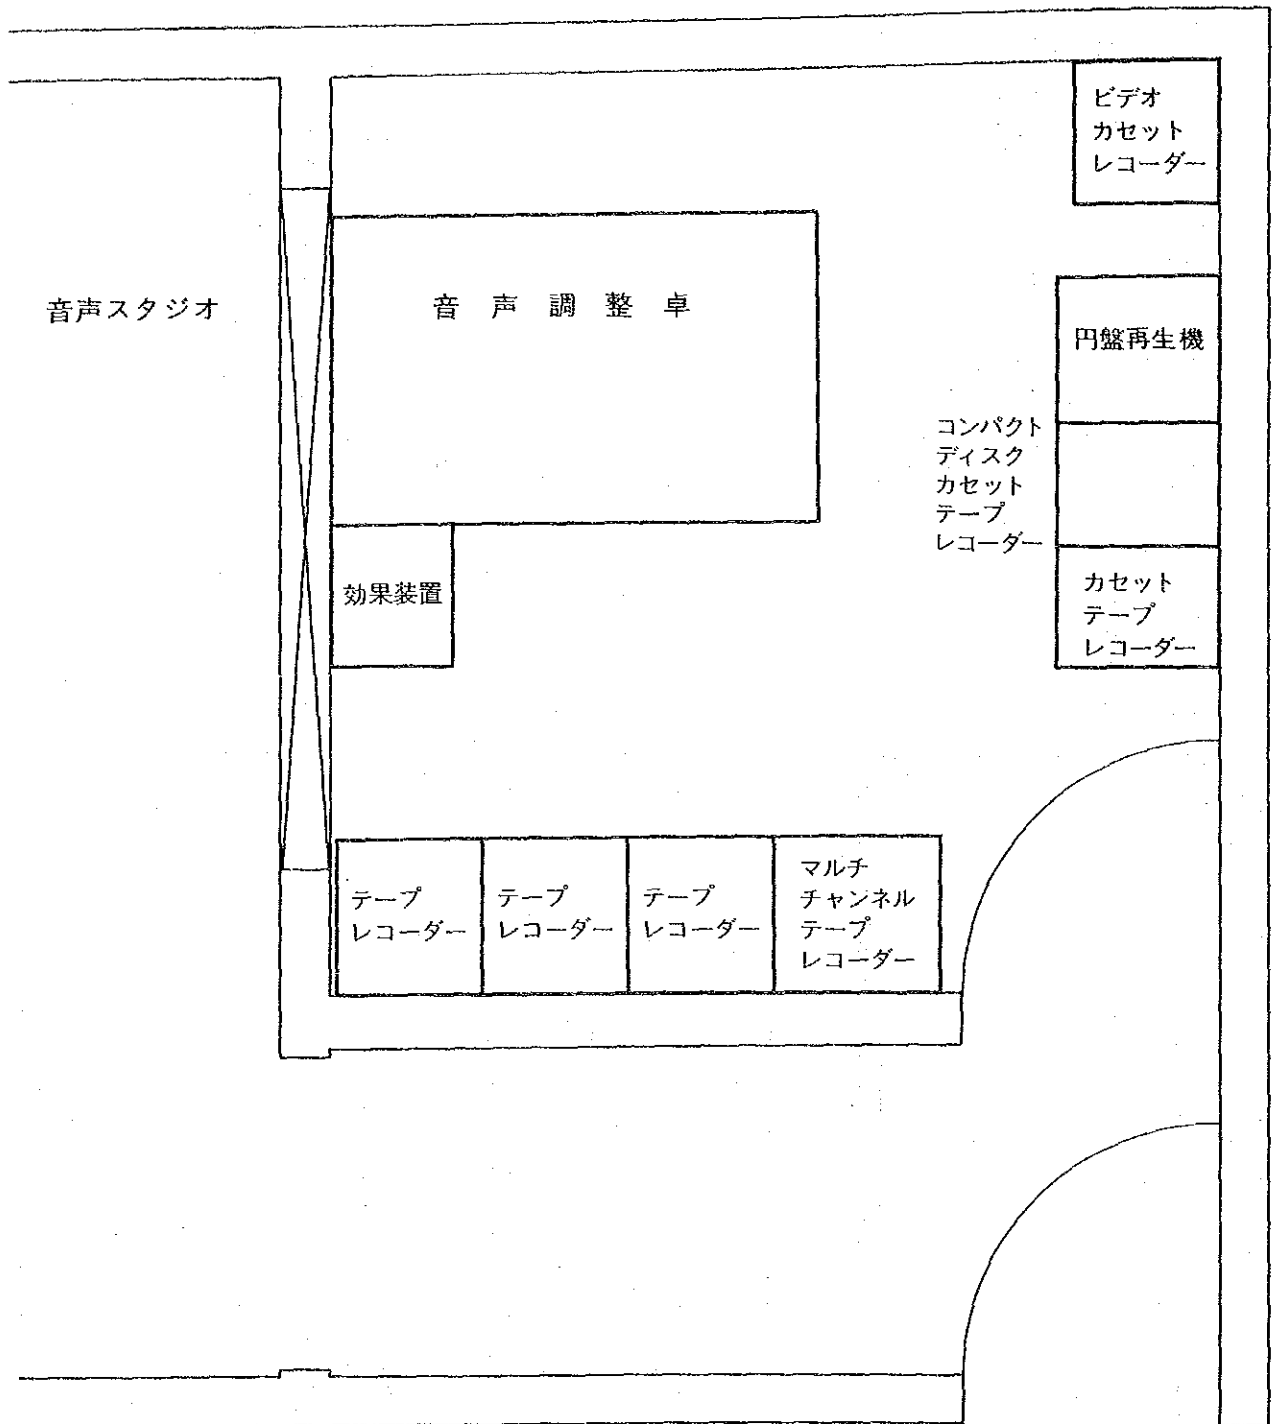 ビデオ
カセット
レコーダー
音声スタジオ
音声調整卓
円盤再生機
コンパクト
ディスク
カセット
テープ
レコーダー
効果装置
カセット
テープ
レコーダー
テープ
レコーダー
テープ
レコーダー
テープ
レコーダー
マルチ
チャンネル
テープ
レコーダー